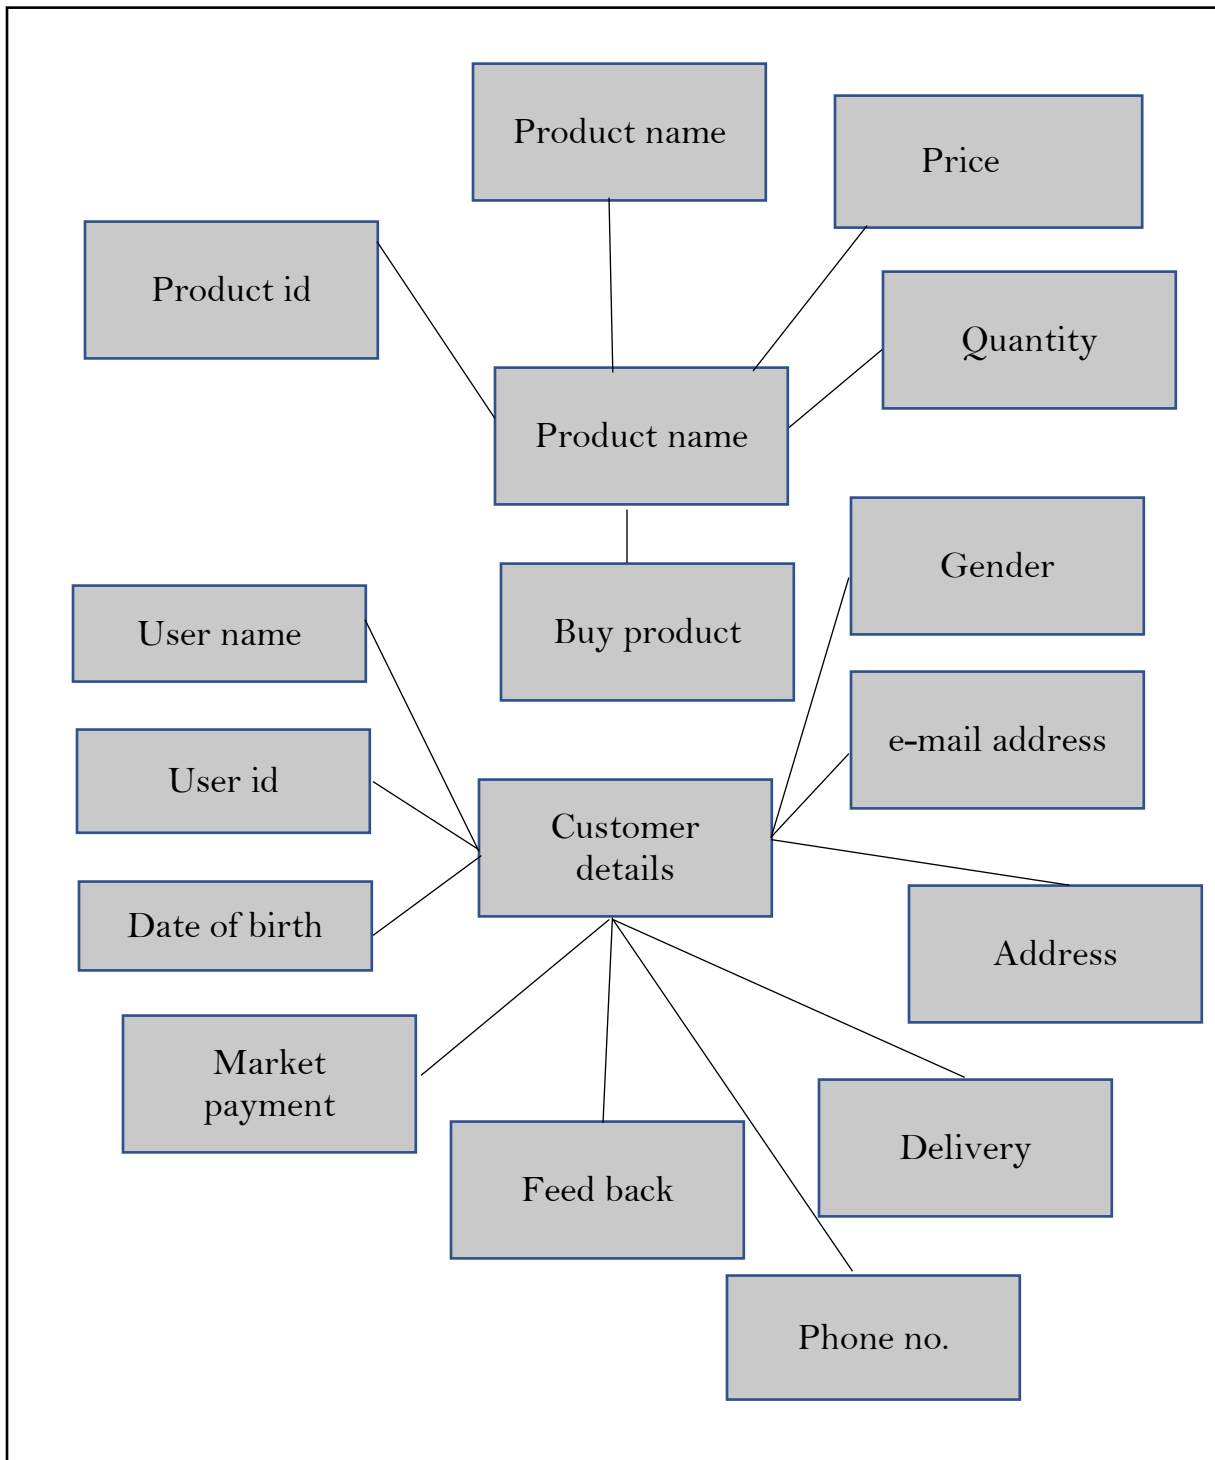 Product name
Price
Product id
Quantity
Product name
Gender
Buy product
User name
e-mail address
User id
Customer
details
Date of birth
Address
Market
payment
Delivery
Feed back
Phone no.